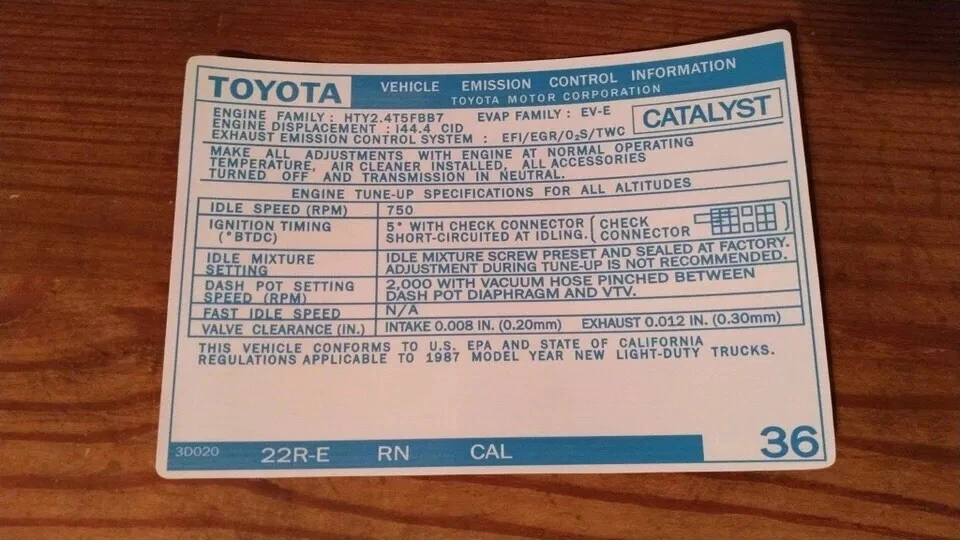 TOYOTA VEHICLE EMISSION CONTROL INFORMATION
TOYOTA MOTOR CORPORATION
ENGINE FAMILY : HTY2.4T5FBB7 EVAP FAMILY : EV-E
ENGINE DISPLACEMENT : 144.4 CID
EXHAUST EMISSION CONTROL SYSTEM : EFI/EGR/O₂S/TWC
CATALYST
MAKE ALL ADJUSTMENTS WITH ENGINE AT NORMAL OPERATING
TEMPERATURE, AIR CLEANER INSTALLED, ALL ACCESSORIES
TURNED OFF AND TRANSMISSION IN NEUTRAL.
ENGINE TUNE-UP SPECIFICATIONS FOR ALL ALTITUDES
IDLE SPEED (RPM) 750
IGNITION TIMING
(°BTDC)
5° WITH CHECK CONNECTOR
SHORT-CIRCUITED AT IDLING.
CHECK
CONNECTOR
IDLE MIXTURE
SETTING
IDLE MIXTURE SCREW PRESET AND SEALED AT FACTORY.
ADJUSTMENT DURING TUNE-UP IS NOT RECOMMENDED.
DASH POT SETTING
SPEED (RPM)
2,000 WITH VACUUM HOSE PINCHED BETWEEN
DASH POT DIAPHRAGM AND VTV.
FAST IDLE SPEED N/A
VALVE CLEARANCE (IN.) INTAKE 0.008 IN. (0.20mm) EXHAUST 0.012 IN. (0.30mm)
THIS VEHICLE CONFORMS TO U.S. EPA AND STATE OF CALIFORNIA
REGULATIONS APPLICABLE TO 1987 MODEL YEAR NEW LIGHT-DUTY TRUCKS.
3D020 22R-E RN CAL 36